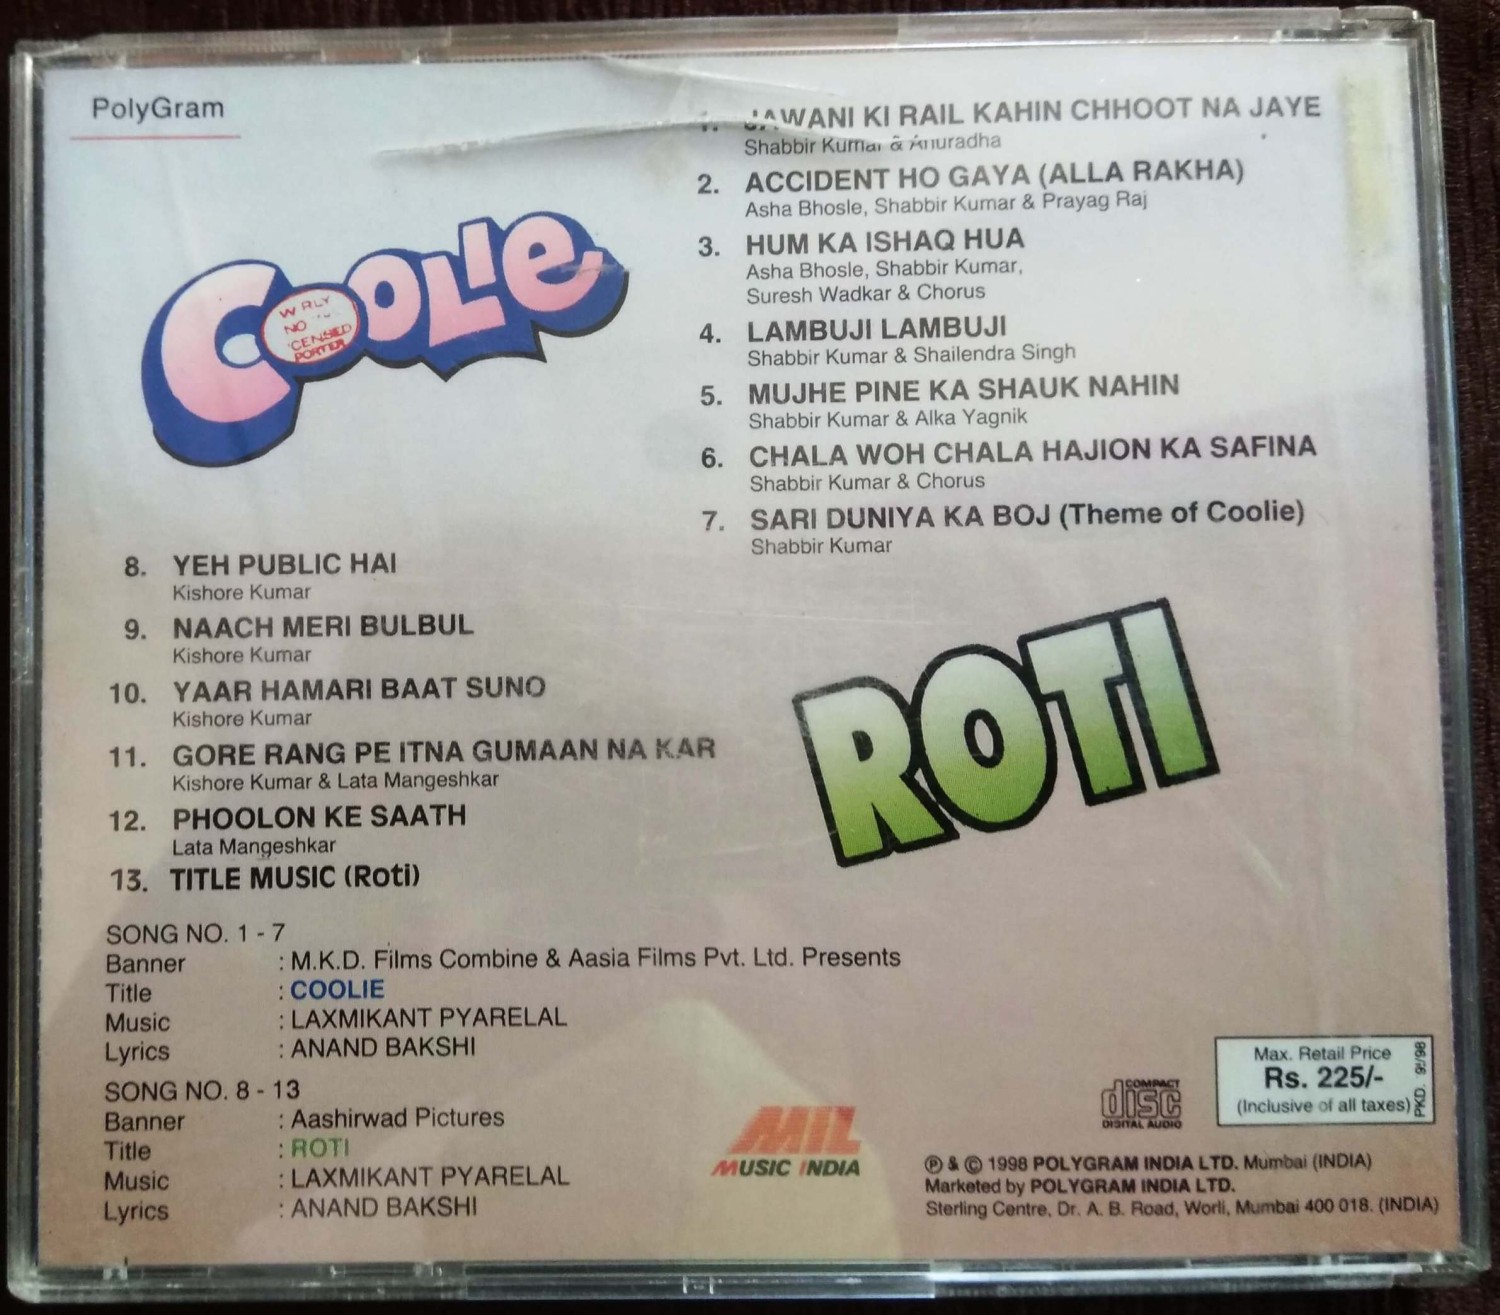 PolyGram
COOLIE
W RLY
NO
CENSED
PORTER
1. JAWANI KI RAIL KAHIN CHHOOT NA JAYE
Shabbir Kumar & Anuradha
2. ACCIDENT HO GAYA (ALLA RAKHA)
Asha Bhosle, Shabbir Kumar & Prayag Raj
3. HUM KA ISHAQ HUA
Asha Bhosle, Shabbir Kumar,
Suresh Wadkar & Chorus
4. LAMBUJI LAMBUJI
Shabbir Kumar & Shailendra Singh
5. MUJHE PINE KA SHAUK NAHIN
Shabbir Kumar & Alka Yagnik
6. CHALA WOH CHALA HAJION KA SAFINA
Shabbir Kumar & Chorus
7. SARI DUNIYA KA BOJ (Theme of Coolie)
Shabbir Kumar
8. YEH PUBLIC HAI
Kishore Kumar
9. NAACH MERI BULBUL
Kishore Kumar
10. YAAR HAMARI BAAT SUNO
Kishore Kumar
11. GORE RANG PE ITNA GUMAAN NA KAR
Kishore Kumar & Lata Mangeshkar
12. PHOOLON KE SAATH
Lata Mangeshkar
13. TITLE MUSIC (Roti)
ROTI
SONG NO. 1 - 7
Banner : M.K.D. Films Combine & Aasia Films Pvt. Ltd. Presents
Title : COOLIE
Music : LAXMIKANT PYARELAL
Lyrics : ANAND BAKSHI
SONG NO. 8 - 13
Banner : Aashirwad Pictures
Title : ROTI
Music : LAXMIKANT PYARELAL
Lyrics : ANAND BAKSHI
MIL
MUSIC INDIA
COMPACT
disc
DIGITAL AUDIO
Max. Retail Price
Rs. 225/-
(Inclusive of all taxes)
PKD. 98
℗ & © 1998 POLYGRAM INDIA LTD. Mumbai (INDIA)
Marketed by POLYGRAM INDIA LTD.
Sterling Centre, Dr. A. B. Road, Worli, Mumbai 400 018. (INDIA)